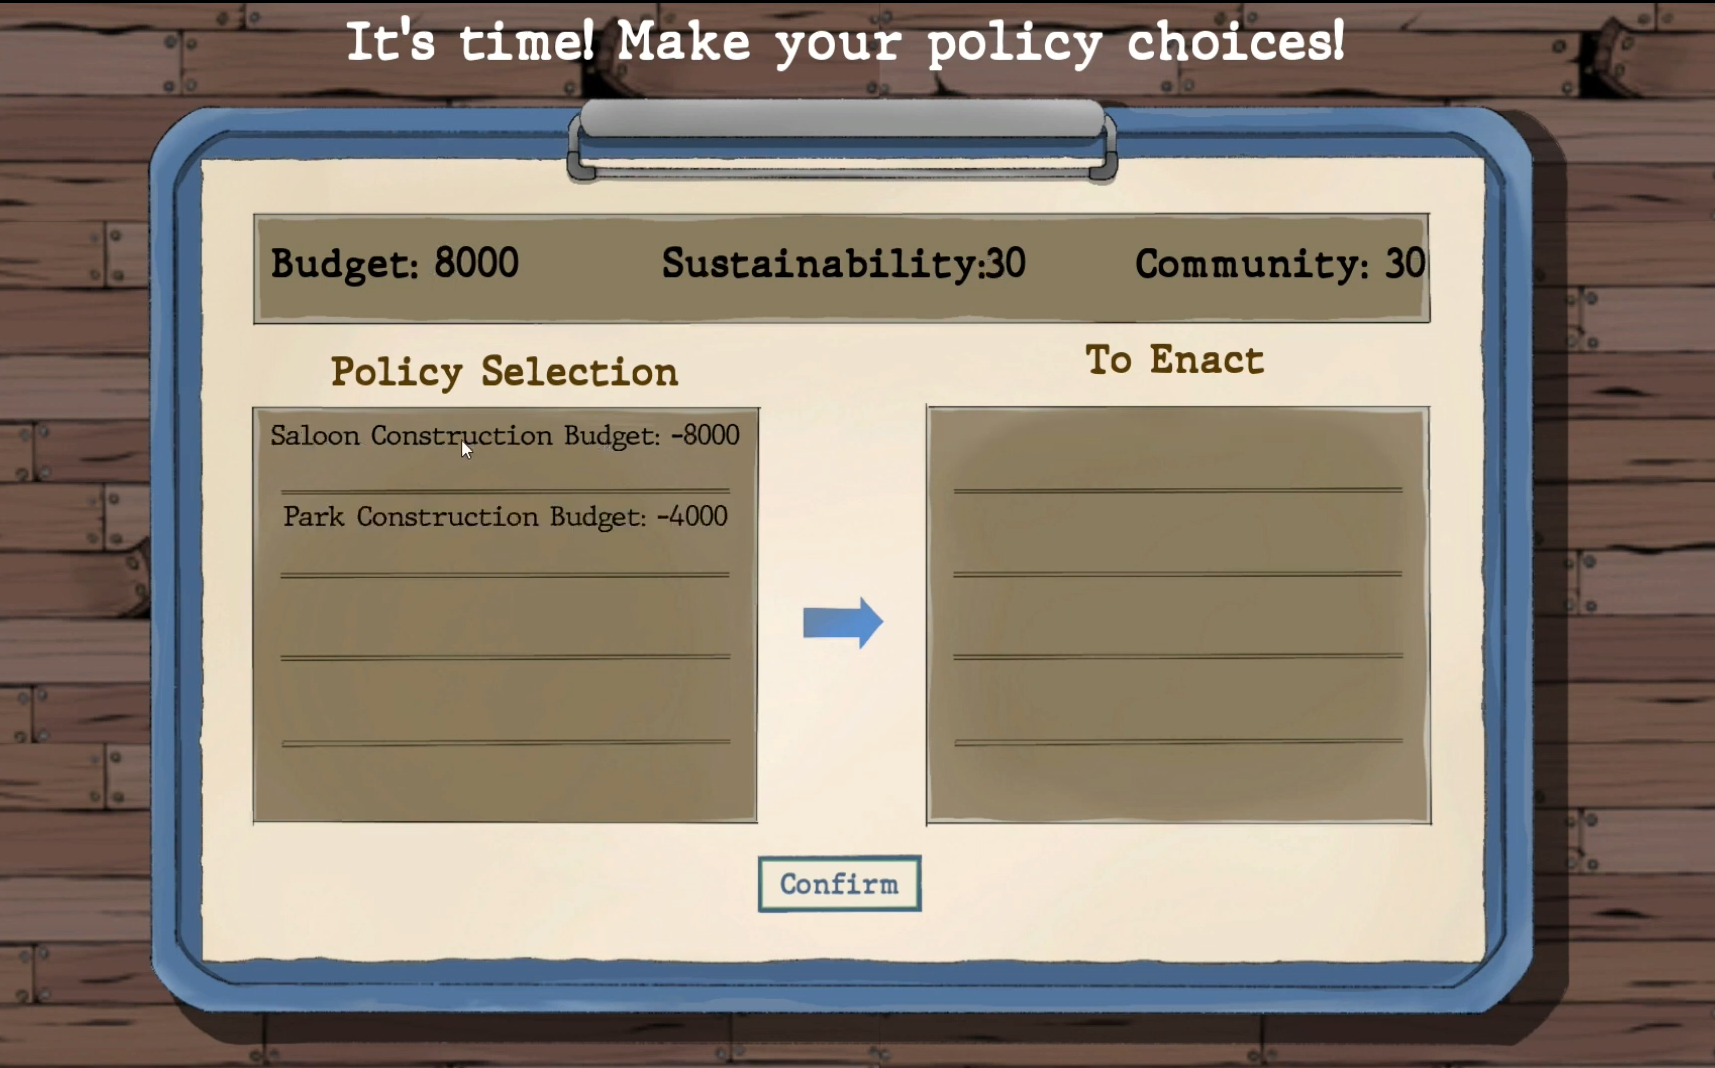 It's time! Make your policy choices!
Budget: 8000 Sustainability:30 Community: 30
Policy Selection
To Enact
Saloon Construction Budget: -8000
Park Construction Budget: -4000
Confirm